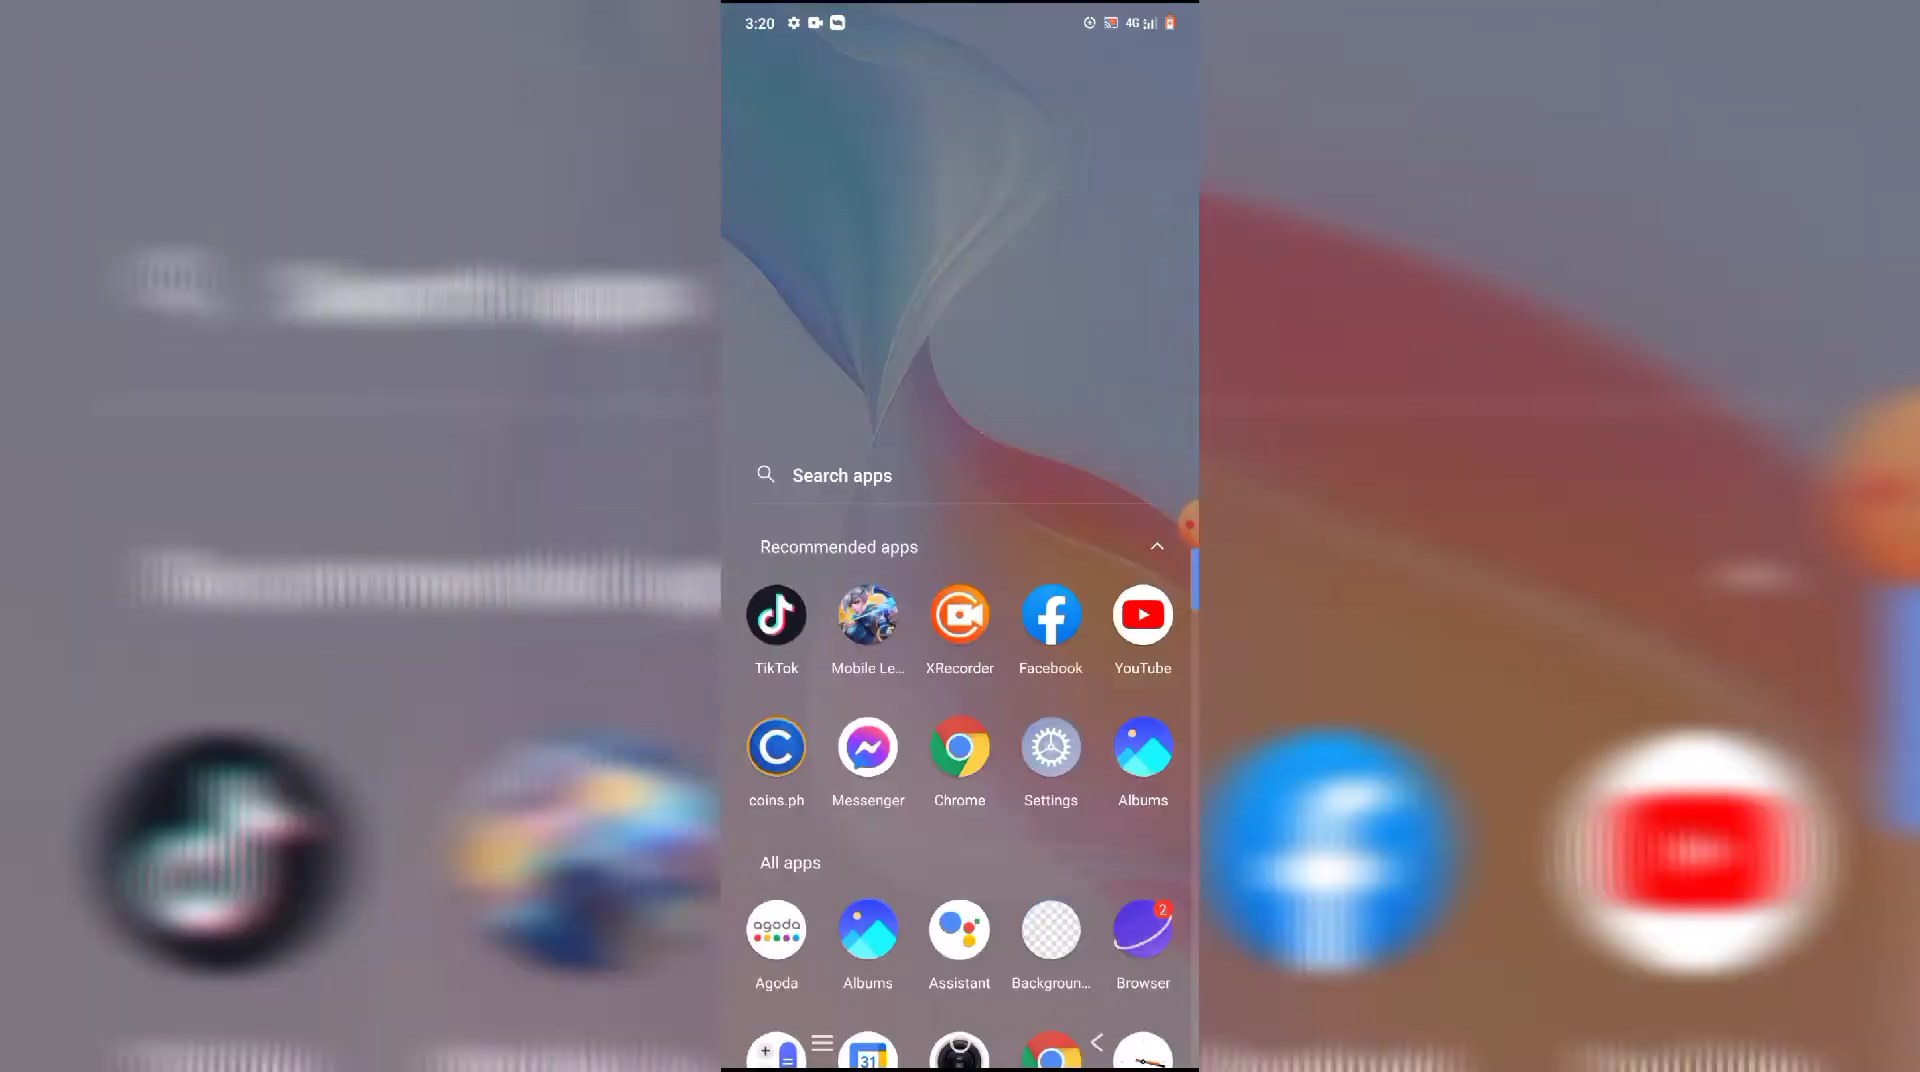 3:20 4G
Search apps
Recommended apps
TikTok Mobile Le... XRecorder Facebook YouTube
coins.ph Messenger Chrome Settings Albums
All apps
agoda 2
Agoda Albums Assistant Backgroun... Browser
31